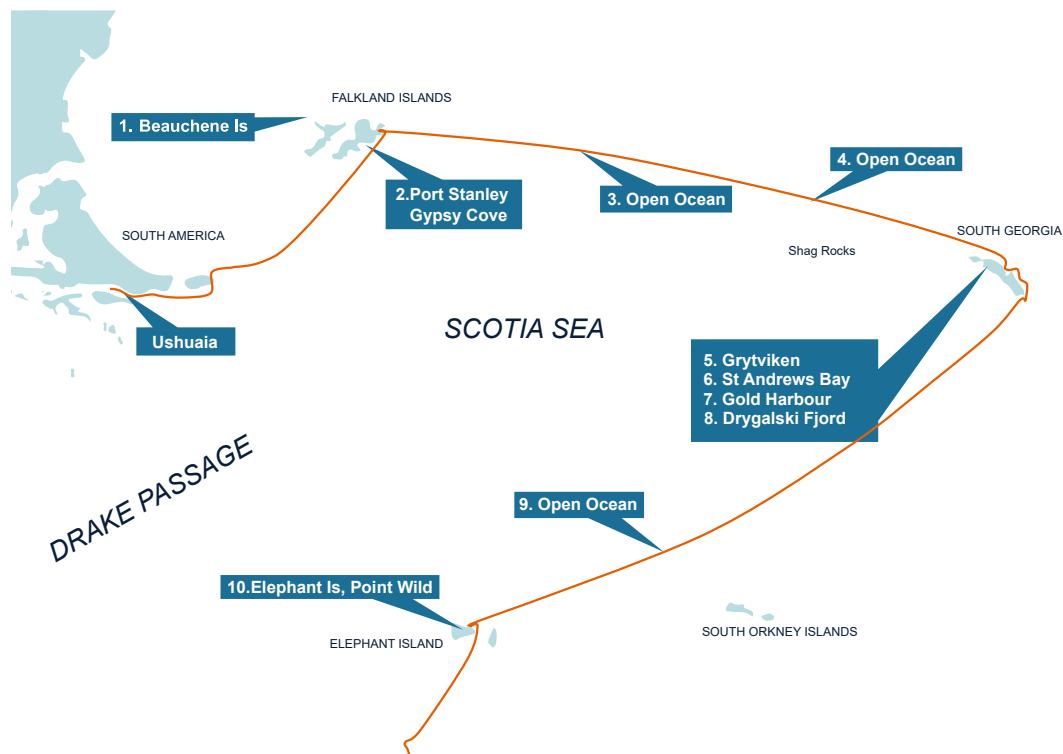 FALKLAND ISLANDS
1. Beauchene Is
4. Open Ocean
2.Port Stanley
Gypsy Cove
3. Open Ocean
SOUTH AMERICA
SOUTH GEORGIA
Shag Rocks
Ushuaia
SCOTIA SEA
5. Grytviken
6. St Andrews Bay
7. Gold Harbour
8. Drygalski Fjord
DRAKE PASSAGE
9. Open Ocean
10.Elephant Is, Point Wild
ELEPHANT ISLAND
SOUTH ORKNEY ISLANDS